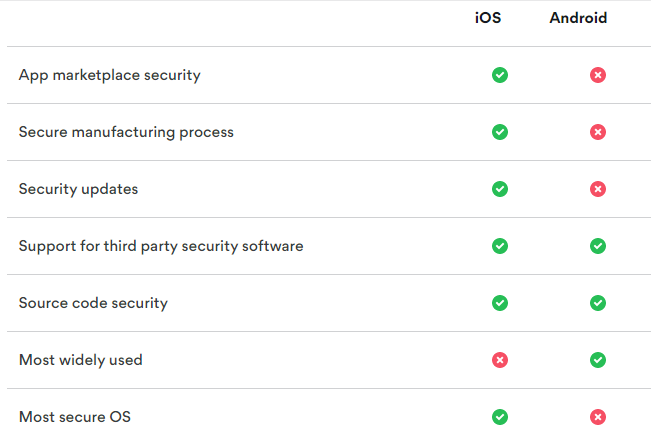 iOS Android
App marketplace security
Secure manufacturing process
Security updates
Support for third party security software
Source code security
Most widely used
Most secure OS